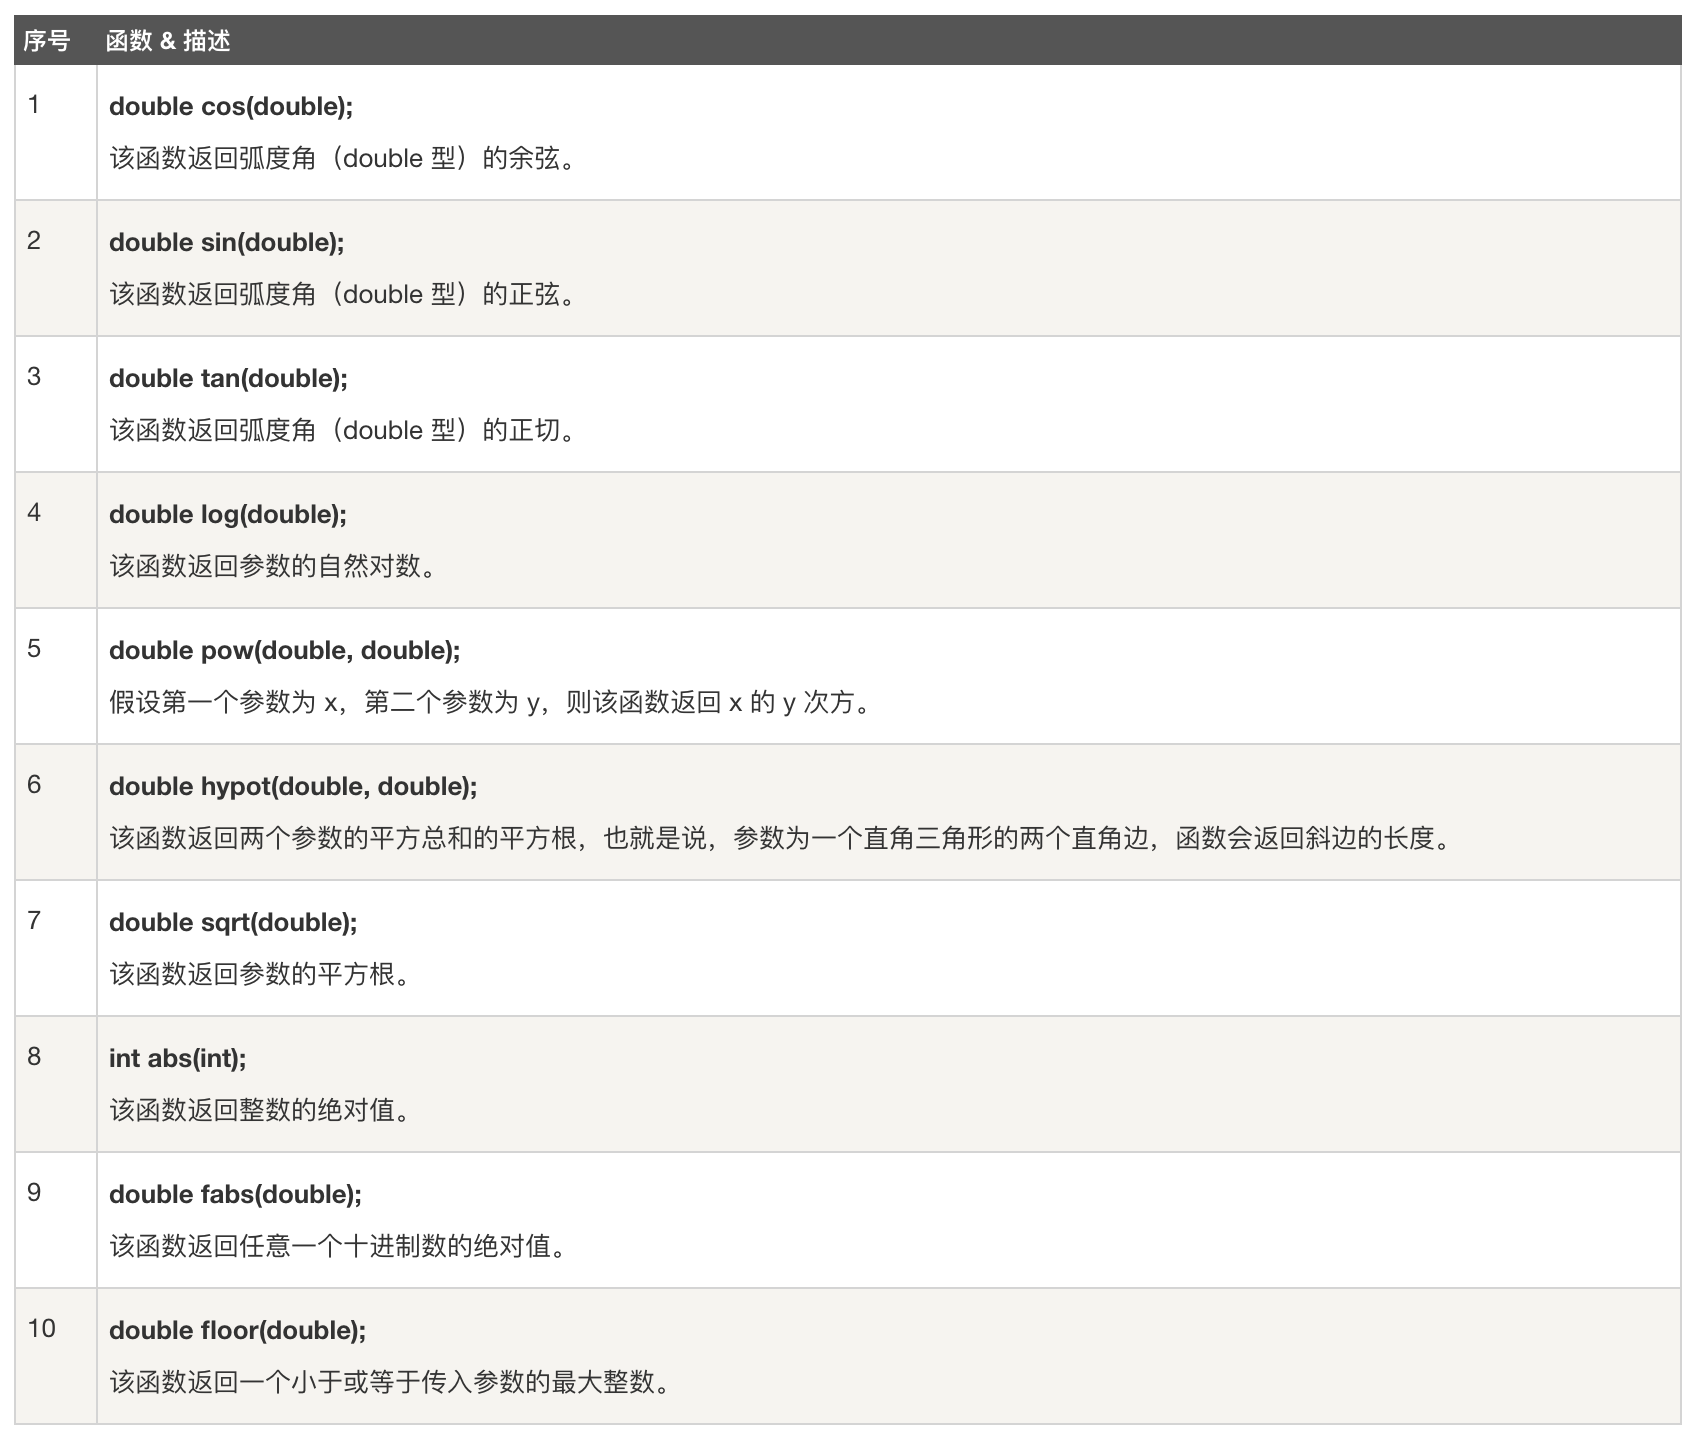 序号 函数 & 描述
1 double cos(double);
该函数返回弧度角（double 型）的余弦。
2 double sin(double);
该函数返回弧度角（double 型）的正弦。
3 double tan(double);
该函数返回弧度角（double 型）的正切。
4 double log(double);
该函数返回参数的自然对数。
5 double pow(double, double);
假设第一个参数为 x，第二个参数为 y，则该函数返回 x 的 y 次方。
6 double hypot(double, double);
该函数返回两个参数的平方总和的平方根，也就是说，参数为一个直角三角形的两个直角边，函数会返回斜边的长度。
7 double sqrt(double);
该函数返回参数的平方根。
8 int abs(int);
该函数返回整数的绝对值。
9 double fabs(double);
该函数返回任意一个十进制数的绝对值。
10 double floor(double);
该函数返回一个小于或等于传入参数的最大整数。